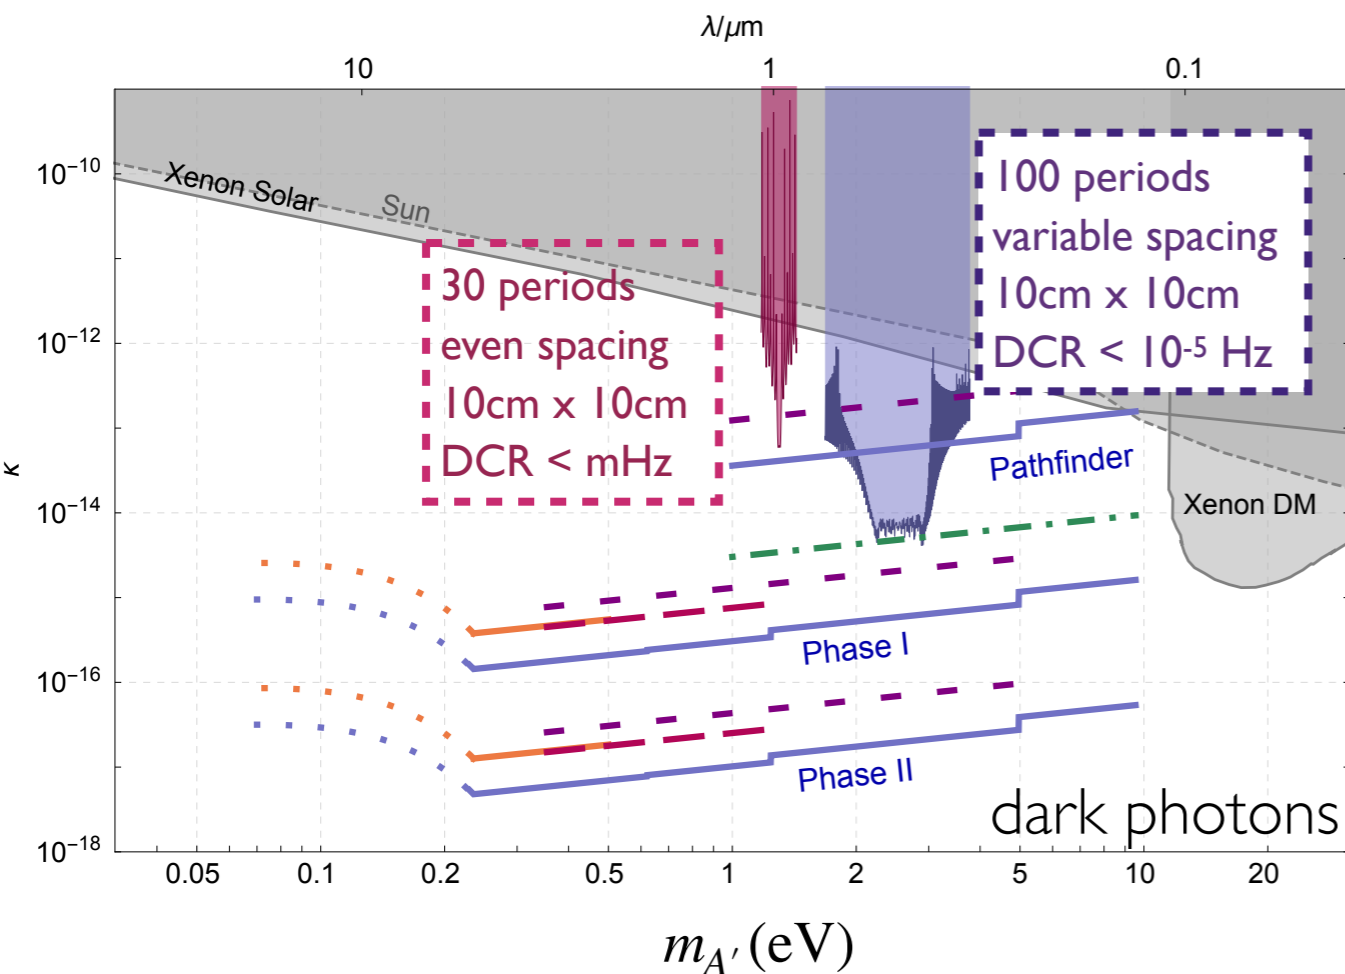 λ/μm
10 1 0.1
10⁻¹⁰
10⁻¹²
10⁻¹⁴
10⁻¹⁶
10⁻¹⁸
κ
Xenon Solar
Sun
30 periods
even spacing
10cm x 10cm
DCR < mHz
100 periods
variable spacing
10cm x 10cm
DCR < 10⁻⁵ Hz
Pathfinder
Xenon DM
Phase I
Phase II
dark photons
0.05 0.1 0.2 0.5 1 2 5 10 20
m_A′ (eV)